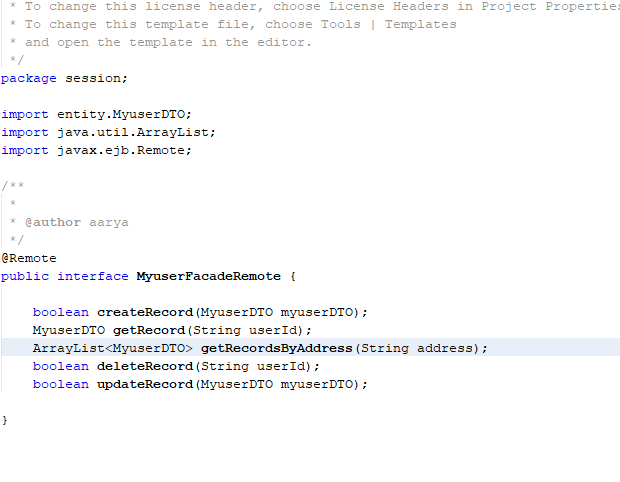 * To change this license header, choose License Headers in Project Properties
* To change this template file, choose Tools | Templates
* and open the template in the editor.
*/
package session;
import entity.MyuserDTO;
import java.util.ArrayList;
import javax.ejb.Remote;
/**
*
* @author aarya
*/
@Remote
public interface MyuserFacadeRemote {
boolean createRecord(MyuserDTO myuserDTO);
MyuserDTO getRecord(String userId);
ArrayList<MyuserDTO> getRecordsByAddress(String address);
boolean deleteRecord(String userId);
boolean updateRecord(MyuserDTO myuserDTO);
}